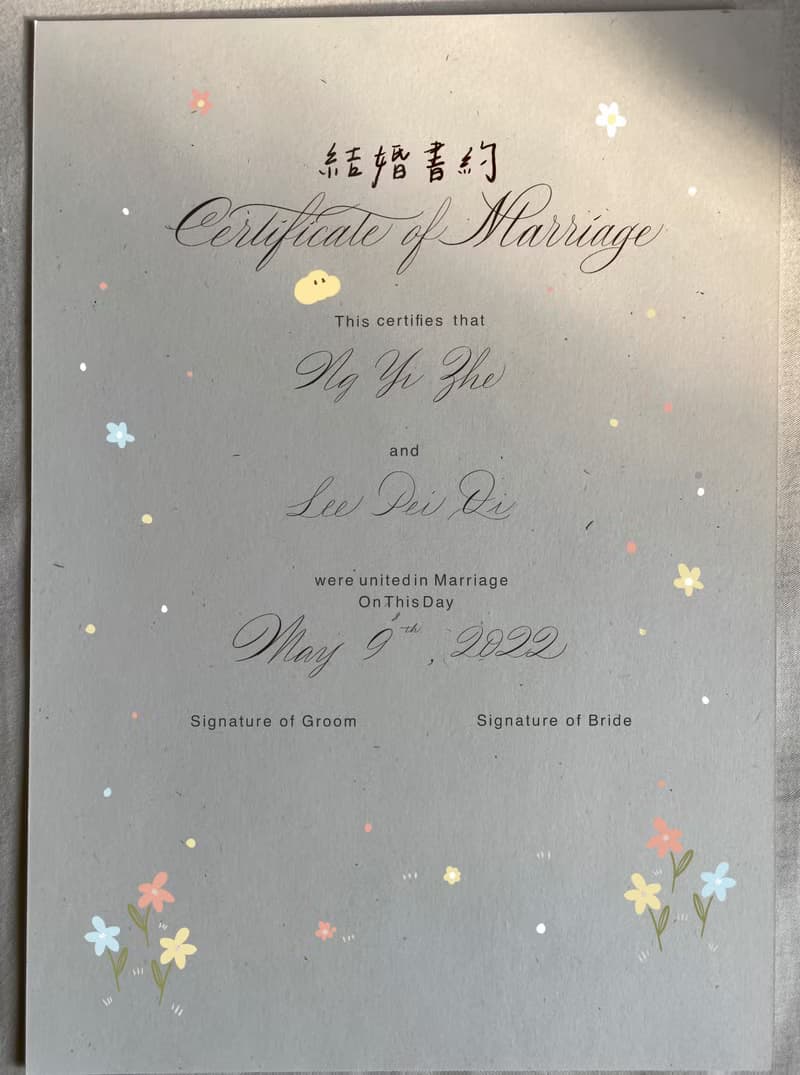 結婚書約
Certificate of Marriage
This certifies that
Ng Yi Zhe
and
Lee Pei Qi
were united in Marriage
On This Day
May 9th, 2022
Signature of Groom
Signature of Bride